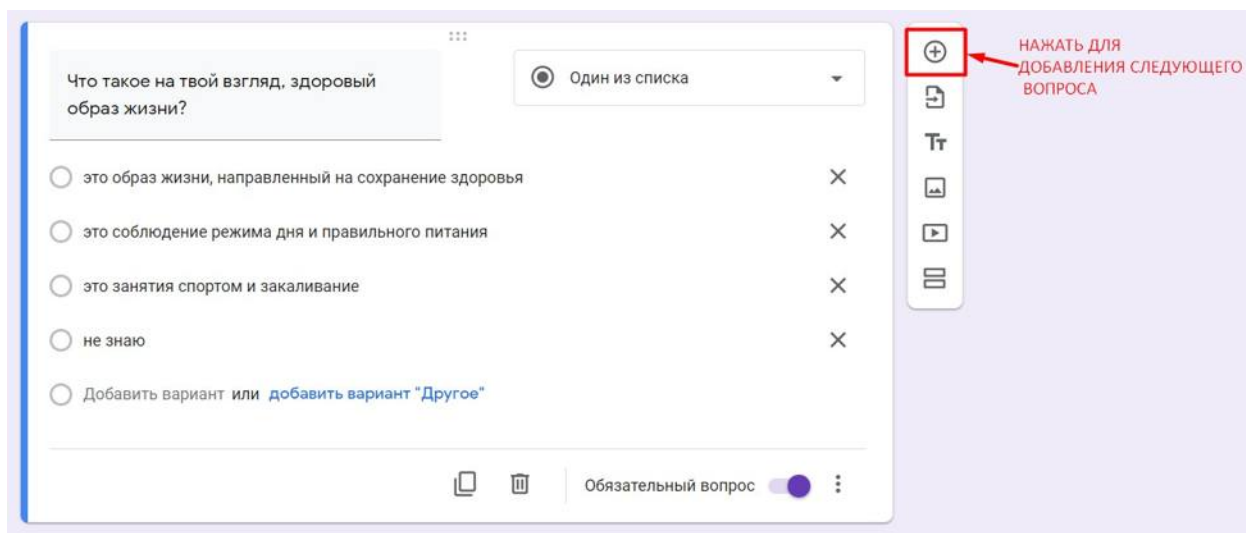 Что такое на твой взгляд, здоровый
образ жизни?
Один из списка
НАЖАТЬ ДЛЯ
ДОБАВЛЕНИЯ СЛЕДУЮЩЕГО
ВОПРОСА
Тт
это образ жизни, направленный на сохранение здоровья
это соблюдение режима дня и правильного питания
это занятия спортом и закаливание
не знаю
Добавить вариант или добавить вариант "Другое"
Обязательный вопрос